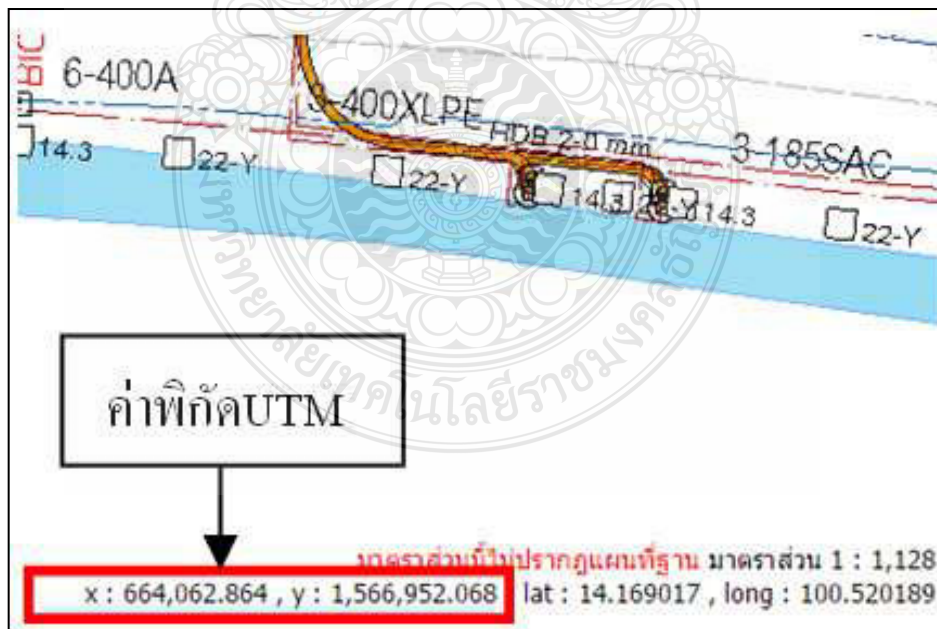 BIC
6-400A
3-400XLPE
HDB 2-0 mm
3-185SAC
14.3
22-Y
22-Y
14.3
22-Y
14.3
22-Y
ค่าพิกัดUTM
มาตราส่วนนี้ไม่ปรากฏแผนที่ฐาน มาตราส่วน 1 : 1,128
x : 664,062.864 , y : 1,566,952.068 lat : 14.169017 , long : 100.520189